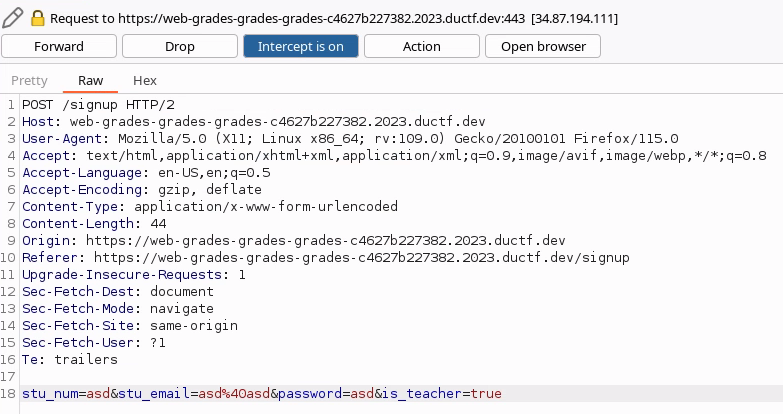 Request to https://web-grades-grades-grades-c4627b227382.2023.ductf.dev:443 [34.87.194.111]
Forward Drop Intercept is on Action Open browser
Pretty Raw Hex
1 POST /signup HTTP/2
2 Host: web-grades-grades-grades-c4627b227382.2023.ductf.dev
3 User-Agent: Mozilla/5.0 (X11; Linux x86_64; rv:109.0) Gecko/20100101 Firefox/115.0
4 Accept: text/html,application/xhtml+xml,application/xml;q=0.9,image/avif,image/webp,*/*;q=0.8
5 Accept-Language: en-US,en;q=0.5
6 Accept-Encoding: gzip, deflate
7 Content-Type: application/x-www-form-urlencoded
8 Content-Length: 44
9 Origin: https://web-grades-grades-grades-c4627b227382.2023.ductf.dev
10 Referer: https://web-grades-grades-grades-c4627b227382.2023.ductf.dev/signup
11 Upgrade-Insecure-Requests: 1
12 Sec-Fetch-Dest: document
13 Sec-Fetch-Mode: navigate
14 Sec-Fetch-Site: same-origin
15 Sec-Fetch-User: ?1
16 Te: trailers
17
18 stu_num=asd&stu_email=asd%40asd&password=asd&is_teacher=true